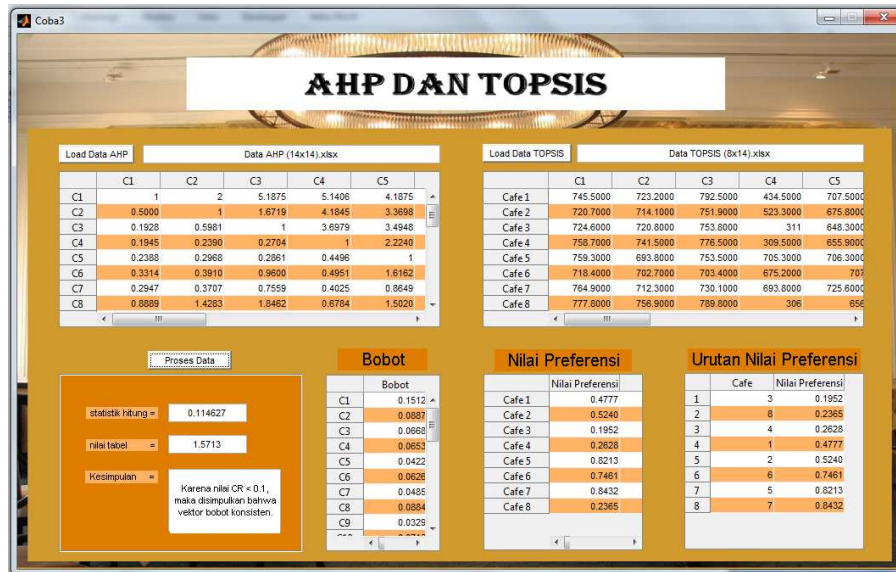 Coba3
AHP DAN TOPSIS
Load Data AHP Data AHP (14x14).xlsx
C1 C2 C3 C4 C5
C1 1 2 5.1875 5.1406 4.1875
C2 0.5000 1 1.6719 4.1845 3.3698
C3 0.1928 0.5981 1 3.6979 3.4948
C4 0.1945 0.2390 0.2704 1 2.2240
C5 0.2388 0.2968 0.2861 0.4496 1
C6 0.3314 0.3910 0.9600 0.4951 1.6162
C7 0.2947 0.3707 0.7559 0.4025 0.8649
C8 0.8889 1.4283 1.8462 0.6784 1.5020
Load Data TOPSIS Data TOPSIS (8x14).xlsx
C1 C2 C3 C4 C5
Cafe 1 745.5000 723.2000 792.5000 434.5000 707.5000
Cafe 2 720.7000 714.1000 751.9000 523.3000 675.8000
Cafe 3 724.6000 720.8000 753.8000 311 648.3000
Cafe 4 758.7000 741.5000 776.5000 309.5000 655.9000
Cafe 5 759.3000 693.8000 753.5000 705.3000 706.3000
Cafe 6 718.4000 702.7000 703.4000 675.2000 707
Cafe 7 764.9000 712.3000 730.1000 693.8000 725.6000
Cafe 8 777.8000 756.9000 789.8000 306 656
Proses Data
statistik hitung = 0.114627
nilai tabel = 1.5713
Kesimpulan =
Karena nilai CR < 0.1,
maka disimpulkan bahwa
vektor bobot konsisten.
Bobot
Bobot
C1 0.1512
C2 0.0887
C3 0.0668
C4 0.0653
C5 0.0422
C6 0.0626
C7 0.0485
C8 0.0884
C9 0.0329
Nilai Preferensi
Nilai Preferensi
Cafe 1 0.4777
Cafe 2 0.5240
Cafe 3 0.1952
Cafe 4 0.2628
Cafe 5 0.8213
Cafe 6 0.7461
Cafe 7 0.8432
Cafe 8 0.2365
Urutan Nilai Preferensi
Cafe Nilai Preferensi
1 3 0.1952
2 8 0.2365
3 4 0.2628
4 1 0.4777
5 2 0.5240
6 6 0.7461
7 5 0.8213
8 7 0.8432